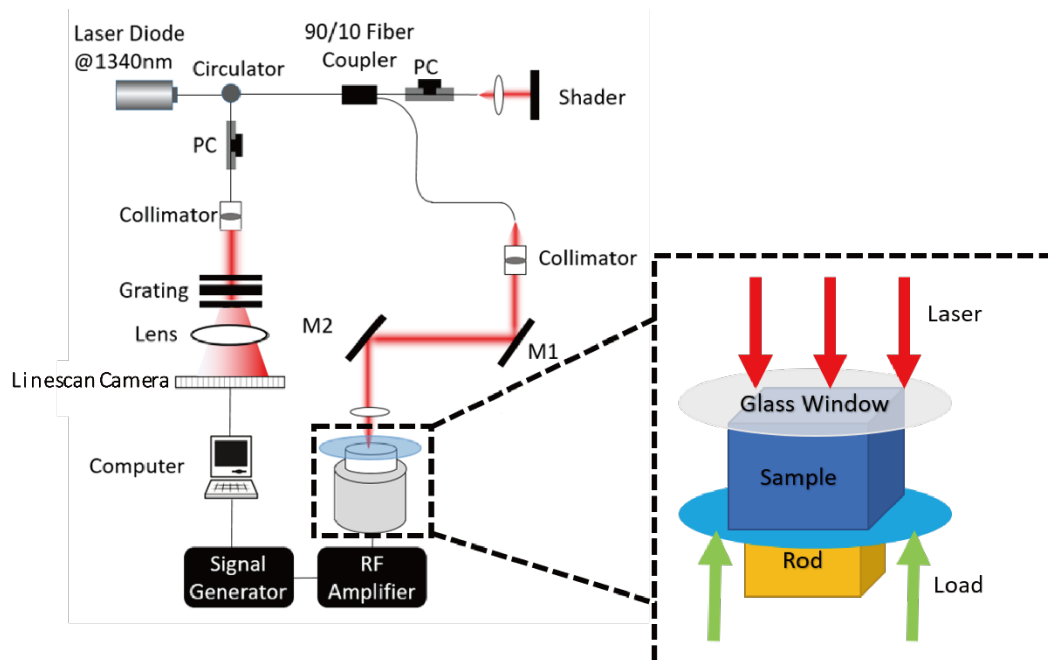 Laser Diode
@1340nm
Circulator
90/10 Fiber
Coupler
PC
Shader
PC
Collimator
Collimator
Grating
Lens
M2
M1
Linescan Camera
Computer
Signal
Generator
RF
Amplifier
Laser
Glass Window
Sample
Rod
Load